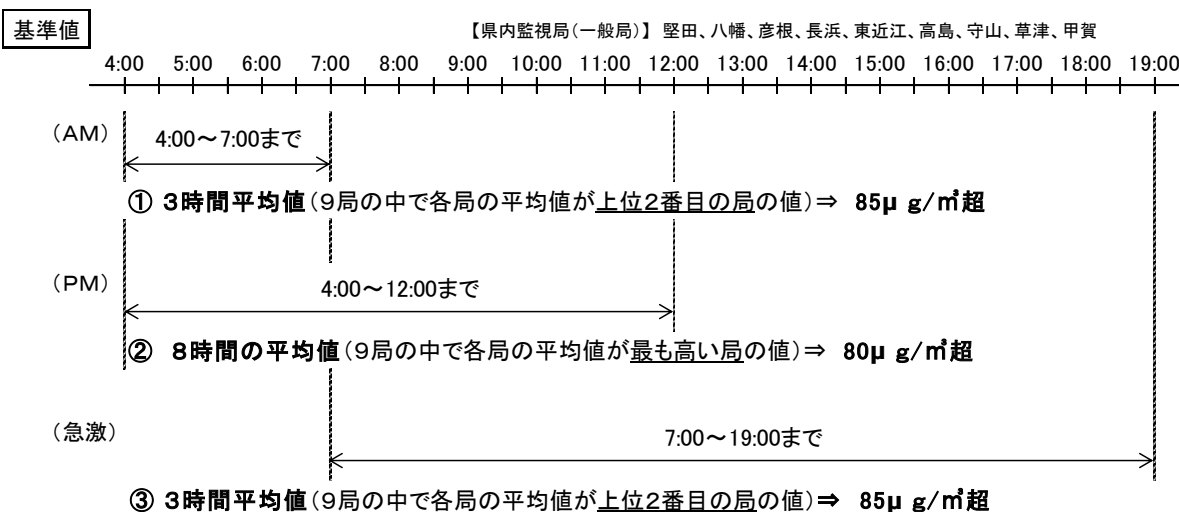 基準値
【県内監視局(一般局)】 堅田、八幡、彦根、長浜、東近江、高島、守山、草津、甲賀
4:00 5:00 6:00 7:00 8:00 9:00 10:00 11:00 12:00 13:00 14:00 15:00 16:00 17:00 18:00 19:00
(AM)
4:00～7:00まで
① 3時間平均値(9局の中で各局の平均値が上位2番目の局の値)⇒ 85μ g/㎥超
(PM)
4:00～12:00まで
② 8時間の平均値(9局の中で各局の平均値が最も高い局の値)⇒ 80μ g/㎥超
(急激)
7:00～19:00まで
③ 3時間平均値(9局の中で各局の平均値が上位2番目の局の値)⇒ 85μ g/㎥超